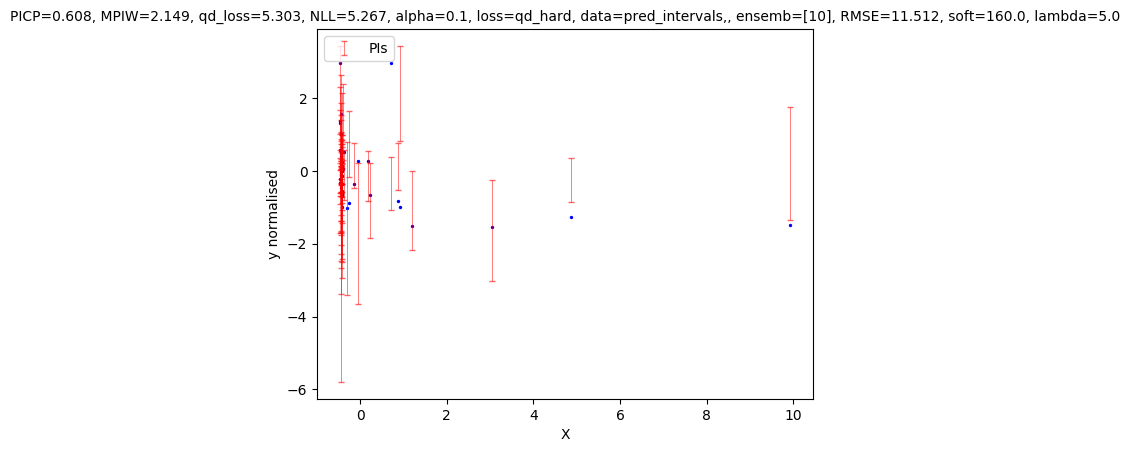 PICP=0.608, MPIW=2.149, qd_loss=5.303, NLL=5.267, alpha=0.1, loss=qd_hard, data=pred_intervals,, ensemb=[10], RMSE=11.512, soft=160.0, lambda=5.0
PIs
2
0
−2
−4
−6
y normalised
0 2 4 6 8 10
X